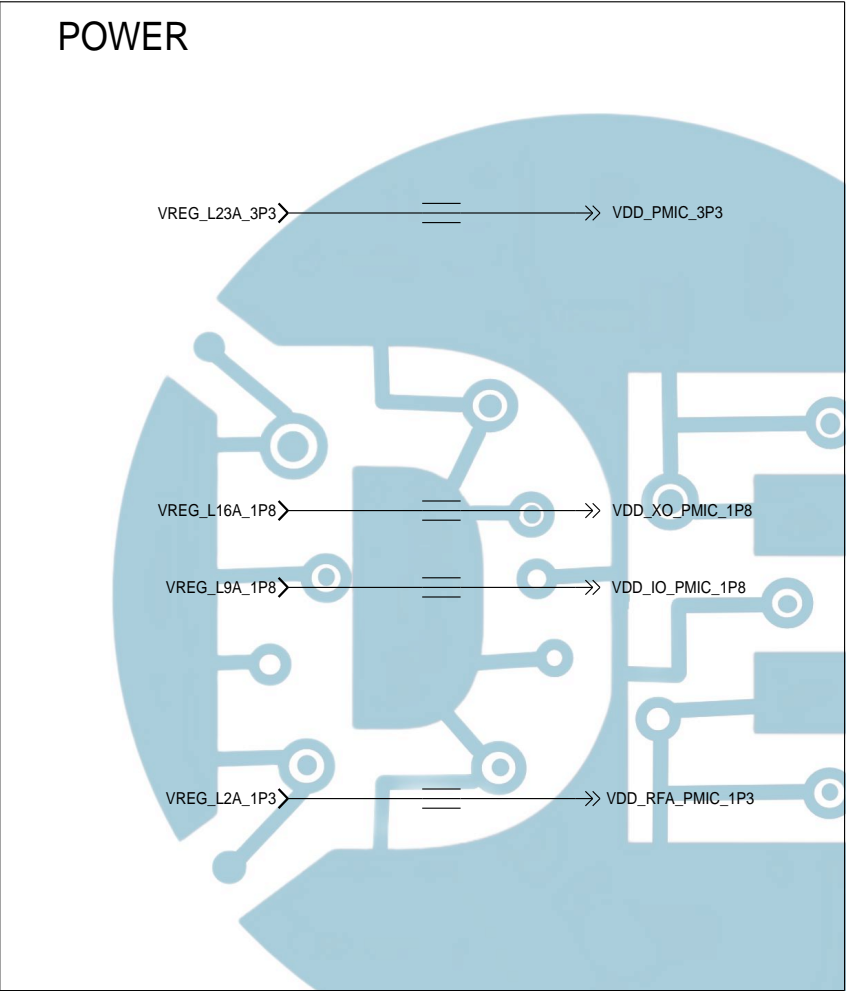 POWER
VREG_L23A_3P3 VDD_PMIC_3P3
VREG_L16A_1P8 VDD_XO_PMIC_1P8
VREG_L9A_1P8 VDD_IO_PMIC_1P8
VREG_L2A_1P3 VDD_RFA_PMIC_1P3